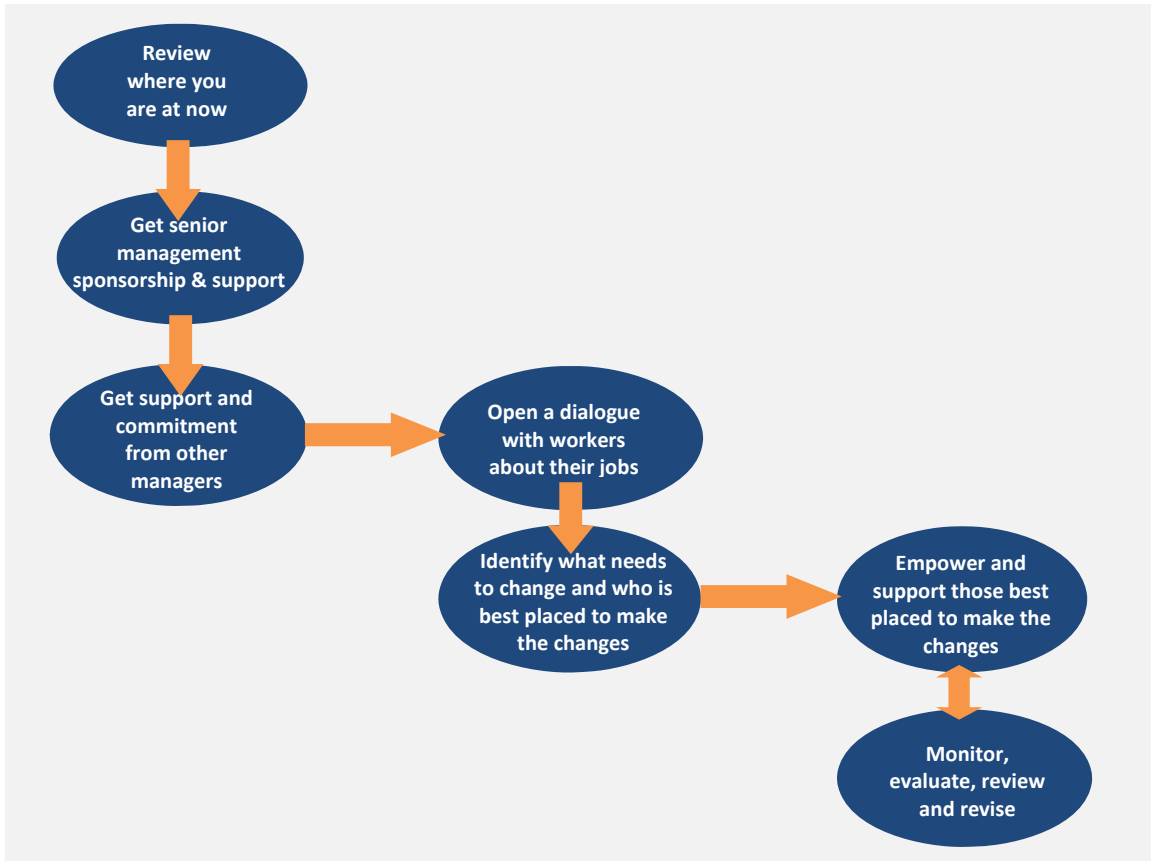 Review
where you
are at now
Get senior
management
sponsorship & support
Get support and
commitment
from other
managers
Open a dialogue
with workers
about their jobs
Identify what needs
to change and who is
best placed to make
the changes
Empower and
support those best
placed to make the
changes
Monitor,
evaluate, review
and revise